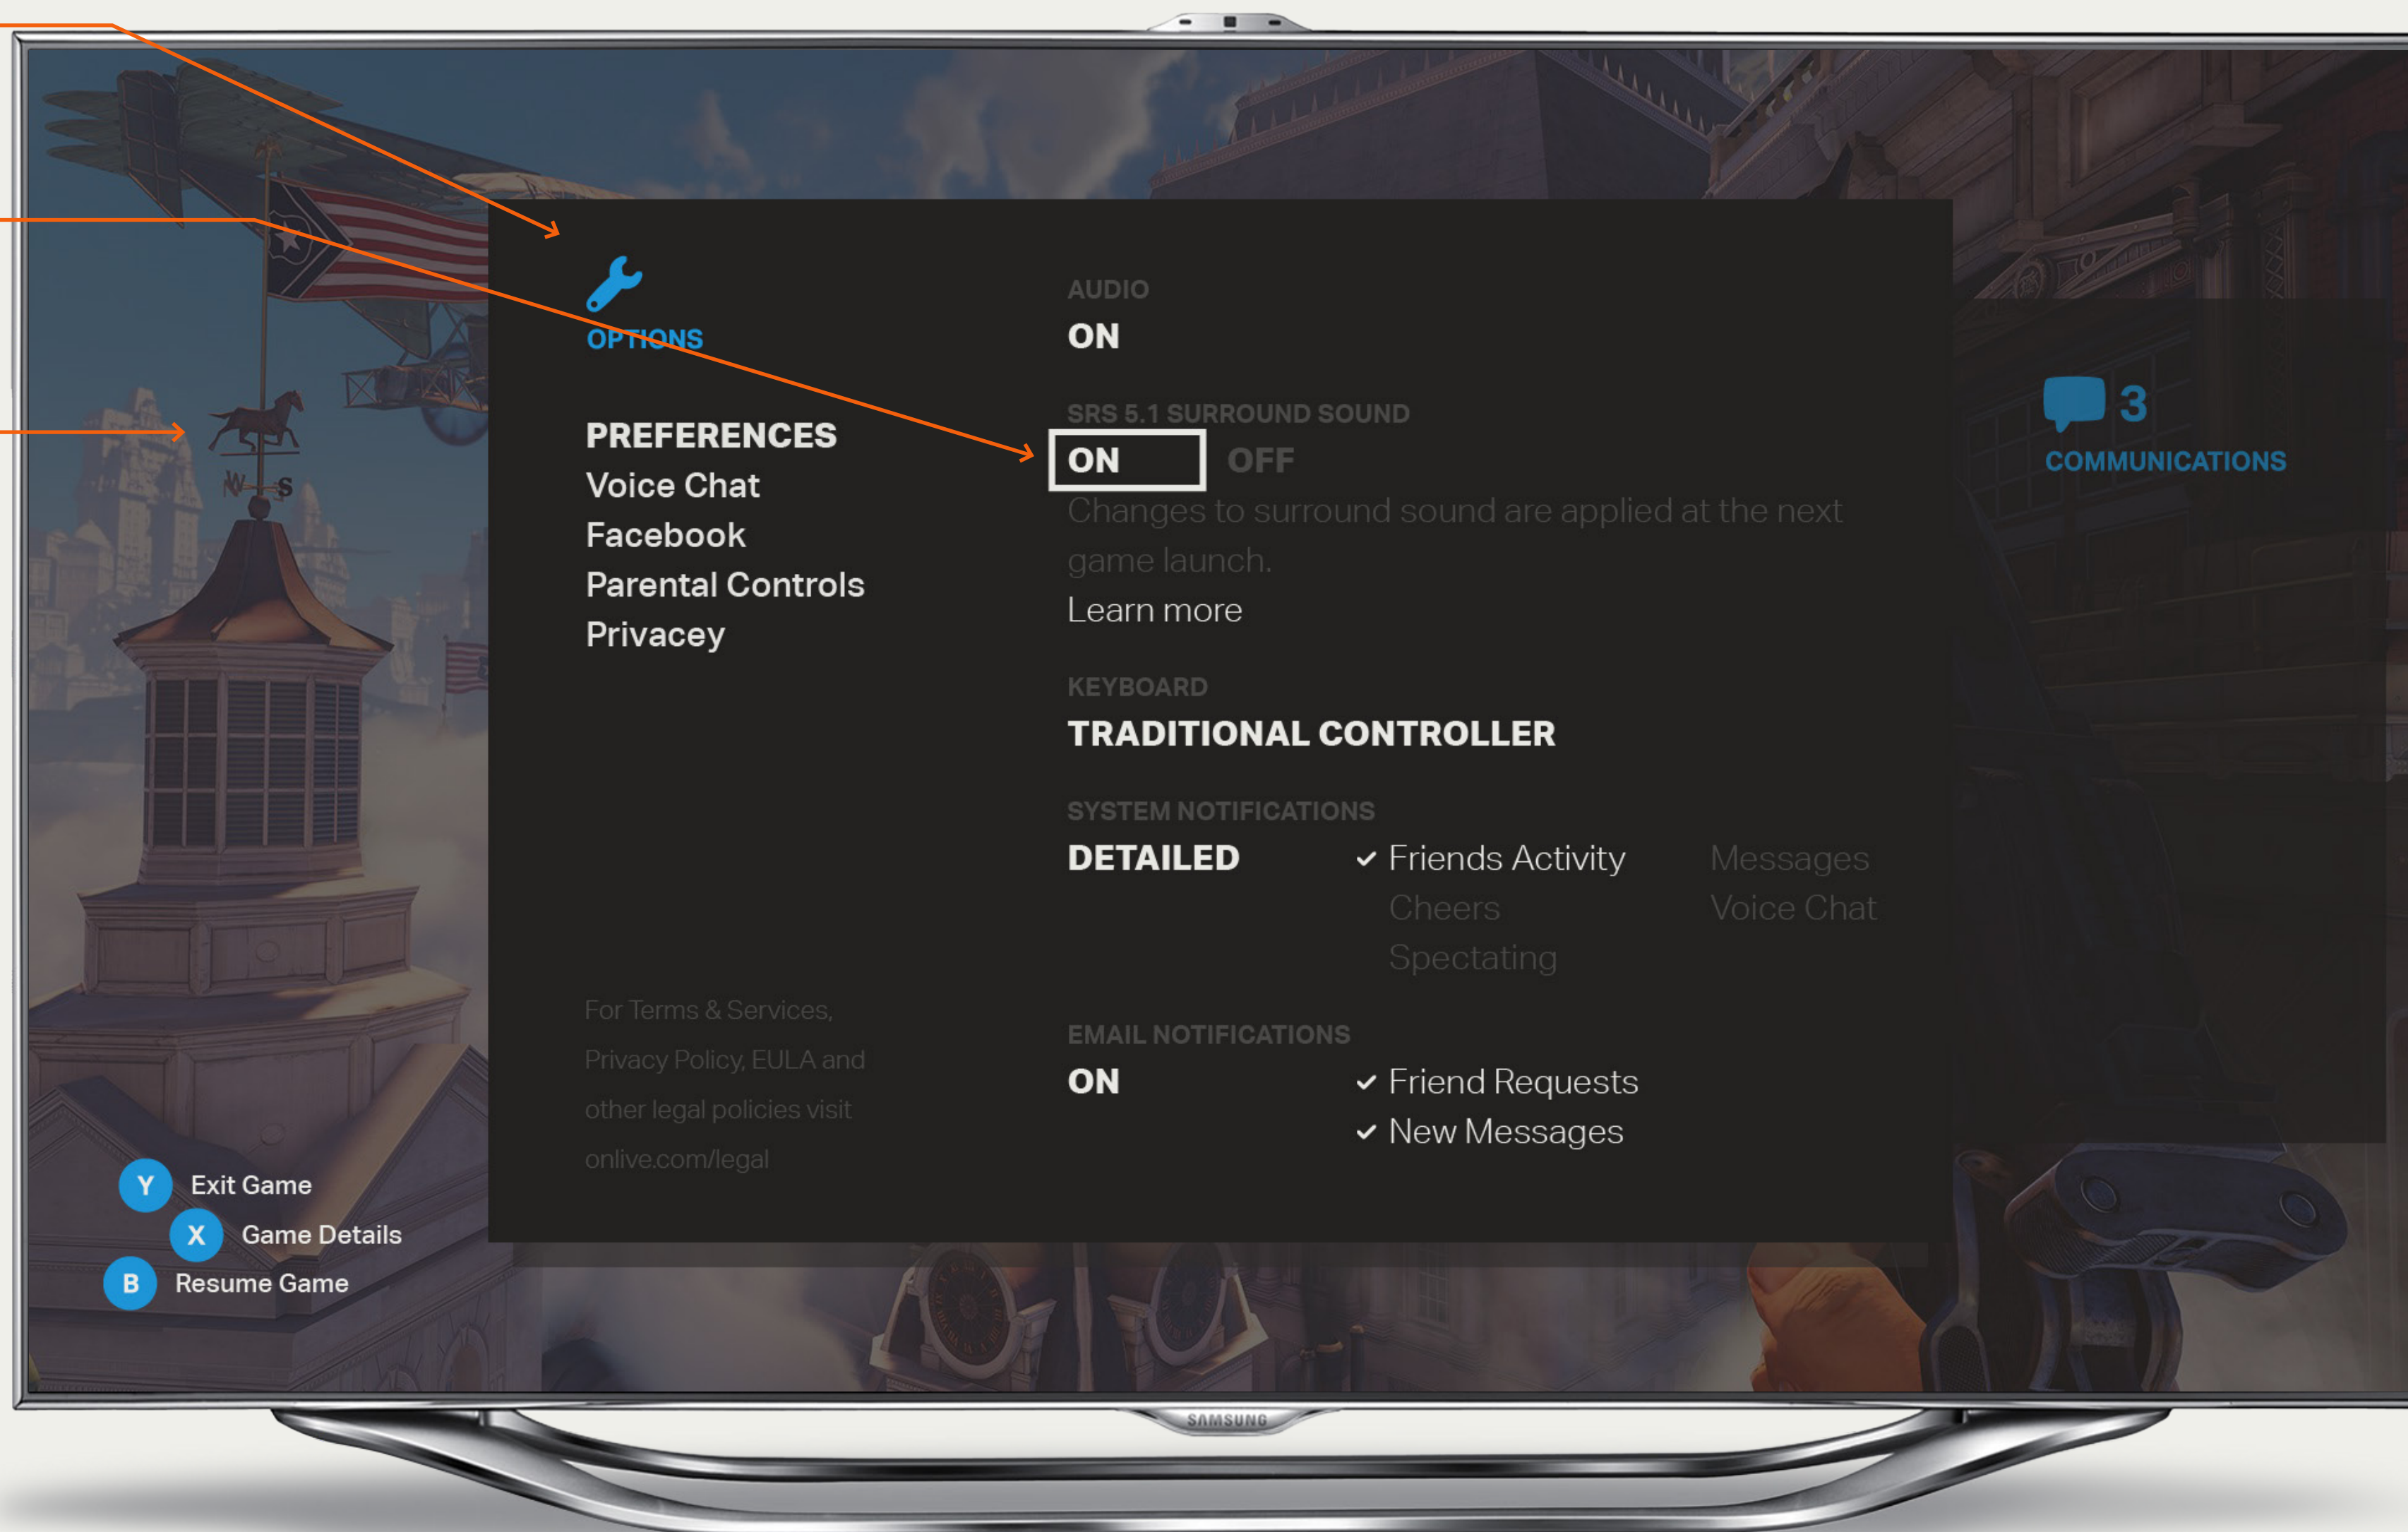 OPTIONS
PREFERENCES
Voice Chat
Facebook
Parental Controls
Privacey
For Terms & Services,
Privacy Policy, EULA and
other legal policies visit
onlive.com/legal
AUDIO
ON
SRS 5.1 SURROUND SOUND
ON OFF
Changes to surround sound are applied at the next
game launch.
Learn more
KEYBOARD
TRADITIONAL CONTROLLER
SYSTEM NOTIFICATIONS
DETAILED ✓ Friends Activity Messages
Cheers Voice Chat
Spectating
EMAIL NOTIFICATIONS
ON ✓ Friend Requests
✓ New Messages
3
COMMUNICATIONS
W S
Y Exit Game
X Game Details
B Resume Game
SAMSUNG